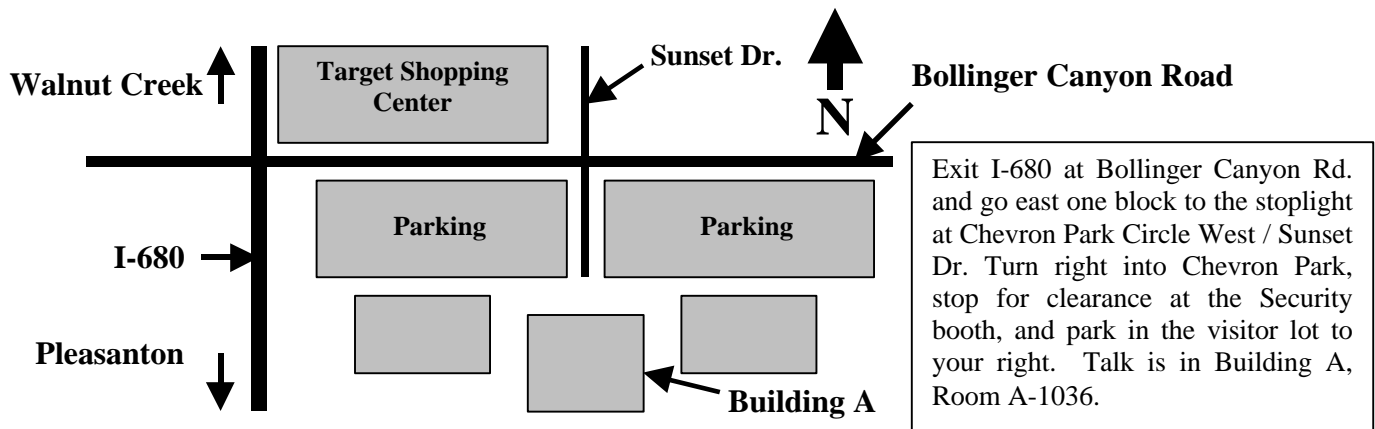 Walnut Creek
Target Shopping
Center
Sunset Dr.
N
Bollinger Canyon Road
Parking
Parking
I-680
Pleasanton
Building A
Exit I-680 at Bollinger Canyon Rd.
and go east one block to the stoplight
at Chevron Park Circle West / Sunset
Dr. Turn right into Chevron Park,
stop for clearance at the Security
booth, and park in the visitor lot to
your right. Talk is in Building A,
Room A-1036.